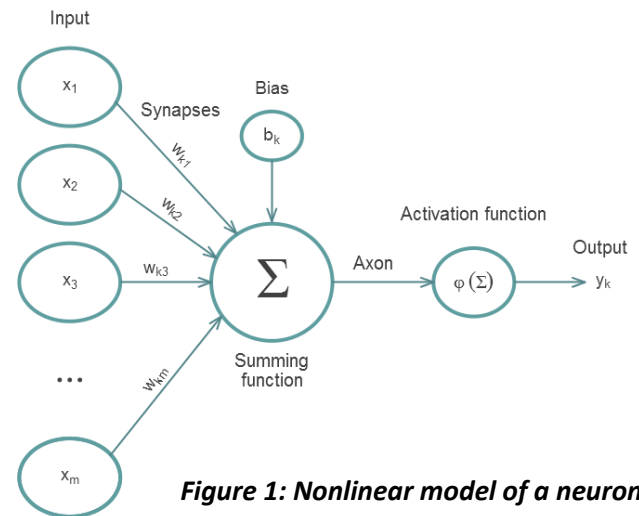 Input
x₁
Synapses
Bias
wₖ₁
bₖ
x₂
wₖ₂
Activation function
Output
x₃
wₖ₃
Σ
Axon
φ (Σ)
yₖ
...
wₖₘ
Summing
function
xₘ
Figure 1: Nonlinear model of a neuron